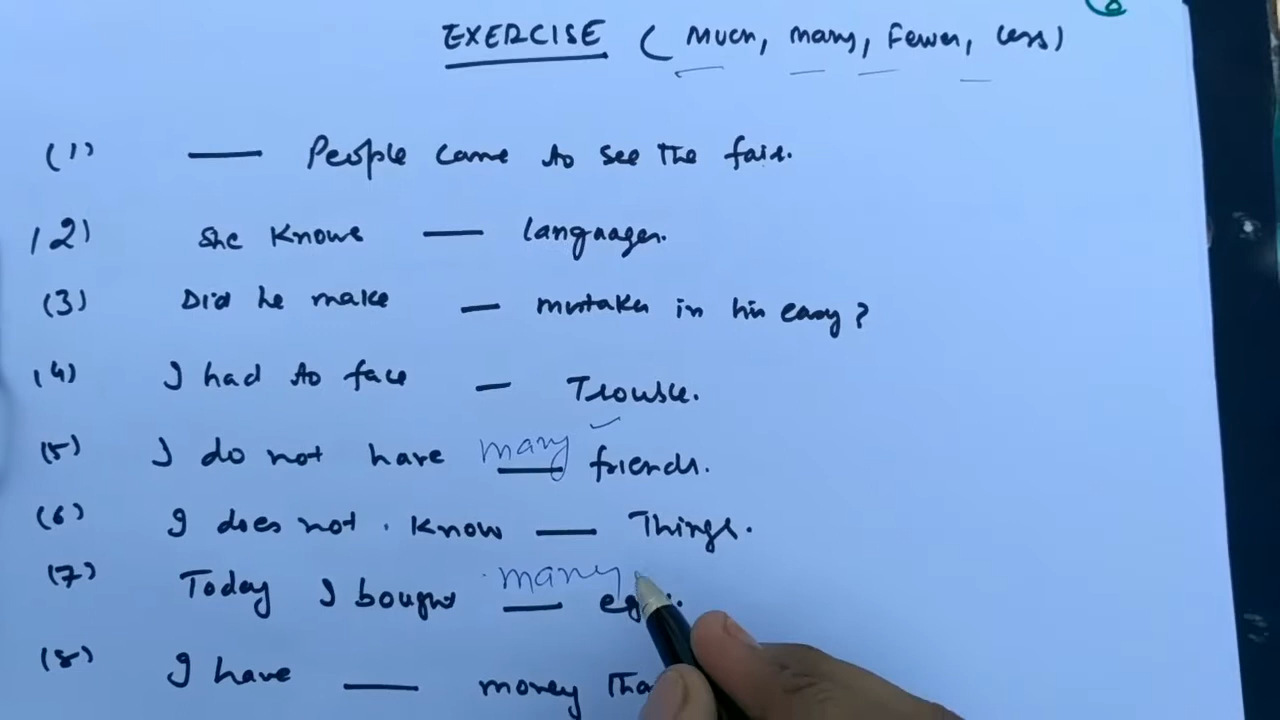 EXERCISE (Much, many, Fewer, Less)
(1) — People came to see the fair.
(2) She knows — languages.
(3) Did he make — mistakes in his easy?
(4) I had to face — Trouble.
(5) I do not have many friends.
(6) I does not know — Things.
(7) Today I bought many
(8) I have — money